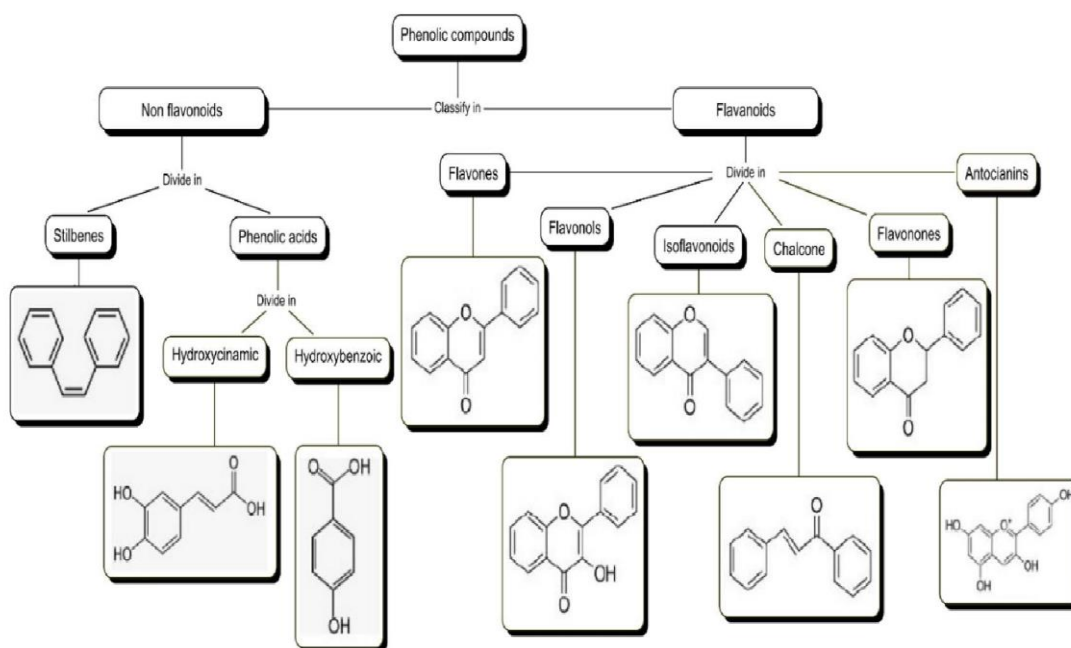 Phenolic compounds
Classify in
Non flavonoids
Flavanoids
Divide in
Divide in
Flavones
Antocianins
Stilbenes
Phenolic acids
Flavonols
Isoflavonoids
Chalcone
Flavonones
Divide in
Hydroxycinamic
Hydroxybenzoic
O
O
O
O
O
O
HO
HO
O
OH
O
OH
OH
O
O
OH
O
HO
O+
OH
OH
OH